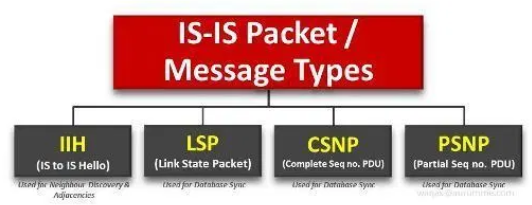 IS-IS Packet /
Message Types
IIH
(IS to IS Hello)
LSP
(Link State Packet)
CSNP
(Complete Seq no. PDU)
PSNP
(Partial Seq no. PDU)
Used for Neighbour Discovery &
Adjacencies
Used for Database Sync
Used for Database Sync
Used for Database Sync